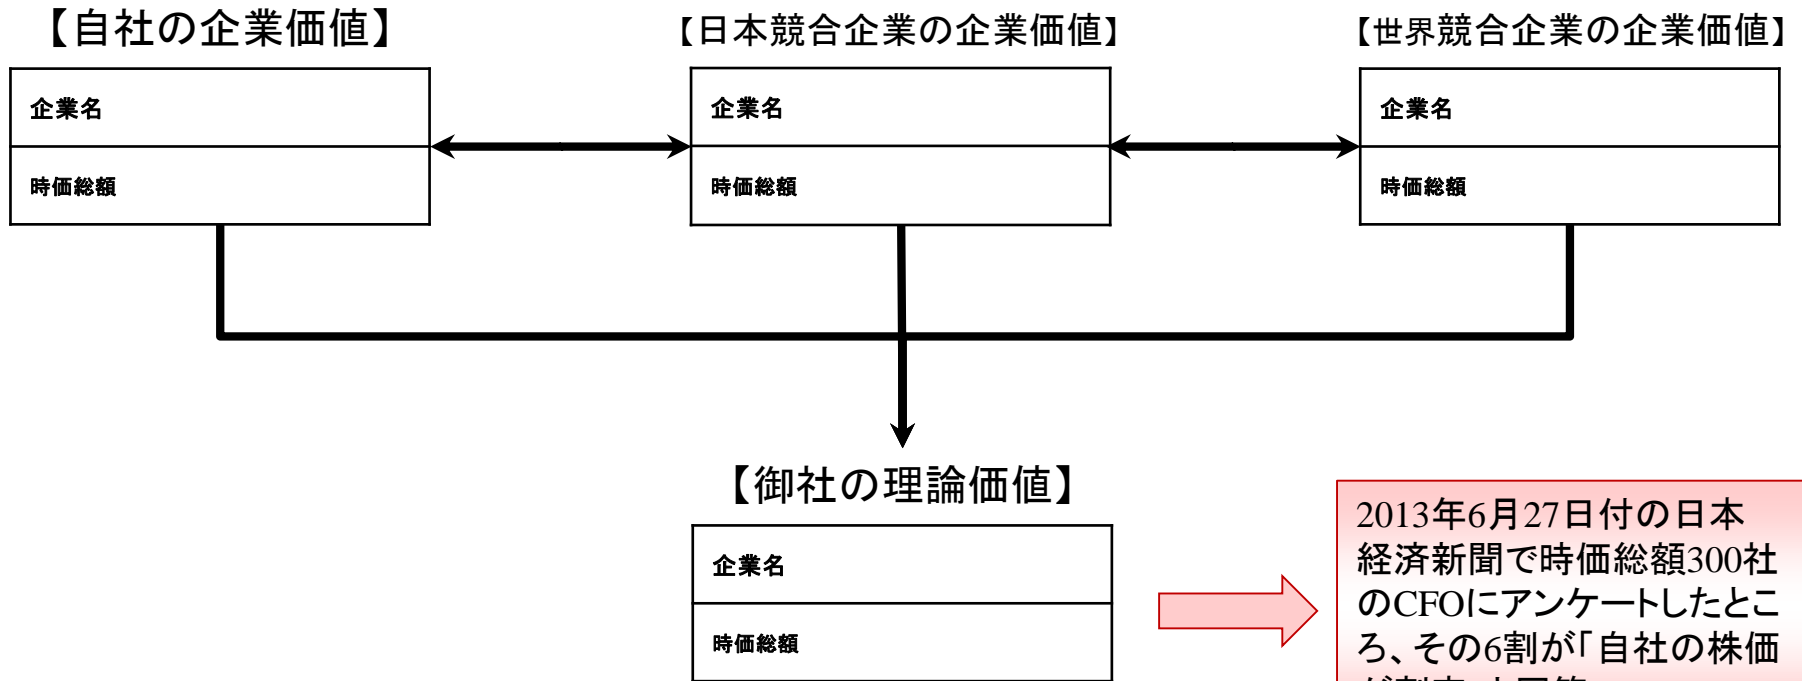 【自社の企業価値】
【日本競合企業の企業価値】
【世界競合企業の企業価値】
企業名
時価総額
企業名
時価総額
企業名
時価総額
【御社の理論価値】
企業名
時価総額
2013年6月27日付の日本
経済新聞で時価総額300社
のCFOにアンケートしたとこ
ろ、その6割が「自社の株価